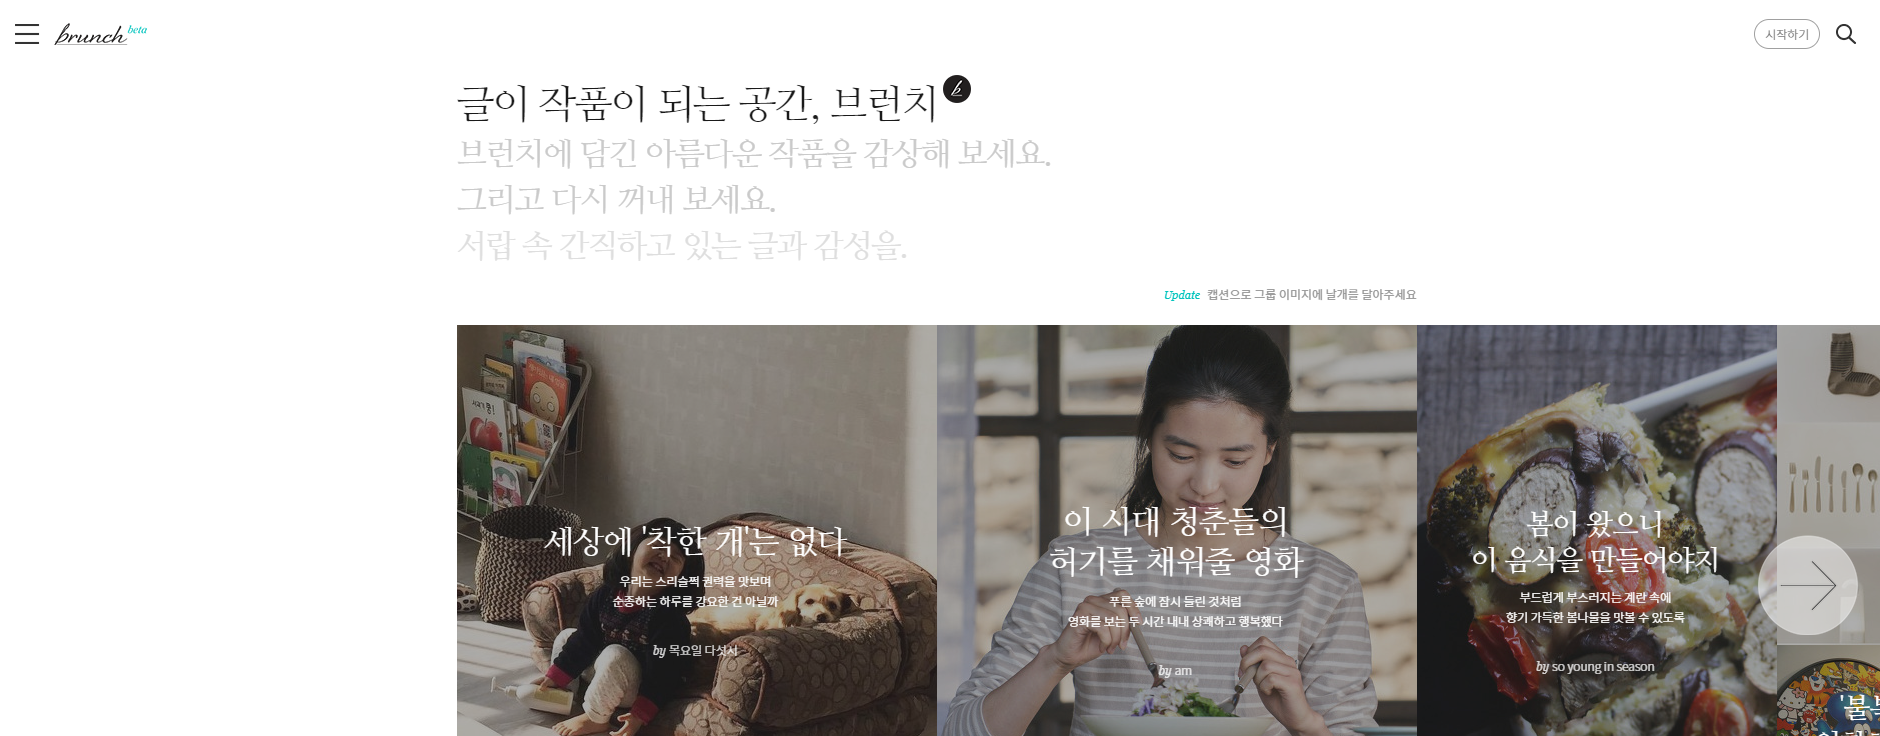 brunch beta
시작하기
글이 작품이 되는 공간, 브런치
b
브런치에 담긴 아름다운 작품을 감상해 보세요.
그리고 다시 꺼내 보세요.
서랍 속 간직하고 있는 글과 감성을.
Update 캡션으로 그룹 이미지에 날개를 달아주세요
세상에 '착한 개'는 없다
우리는 스리슬쩍 권력을 맛보며
순종하는 하루를 강요한 건 아닐까
by 목요일 다섯시
이 시대 청춘들의
허기를 채워줄 영화
푸른 숲에 잠시 들린 것처럼
영화를 보는 두 시간 내내 상쾌하고 행복했다
by am
봄이 왔으니
이 음식을 만들어야지
부드럽게 부스러지는 계란 속에
향기 가득한 봄나물을 맛볼 수 있도록
by so young in season